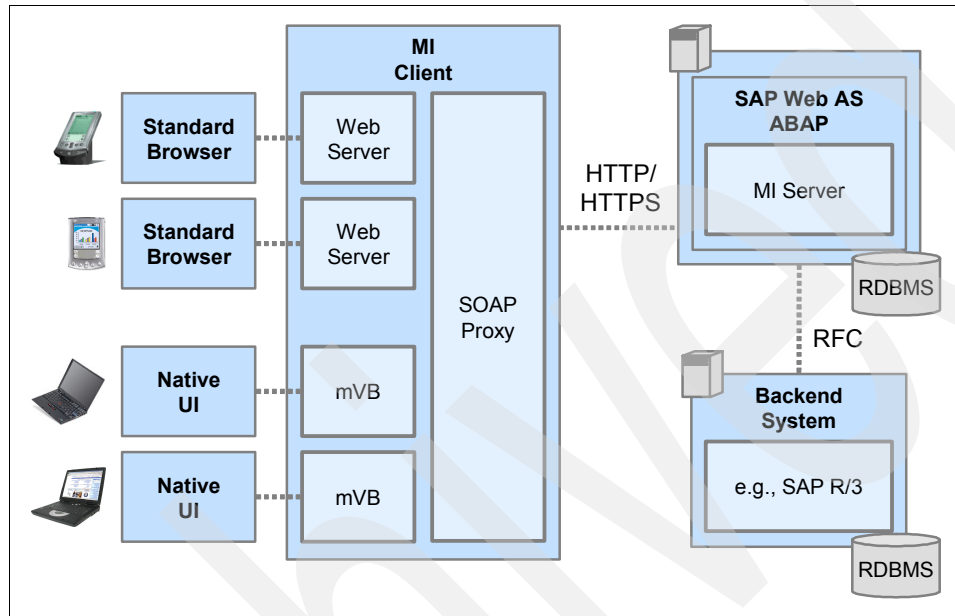 MI
Client
Standard
Browser
Web
Server
Standard
Browser
Web
Server
Native
UI
mVB
Native
UI
mVB
SOAP
Proxy
HTTP/
HTTPS
SAP Web AS
ABAP
MI Server
RDBMS
RFC
Backend
System
e.g., SAP R/3
RDBMS